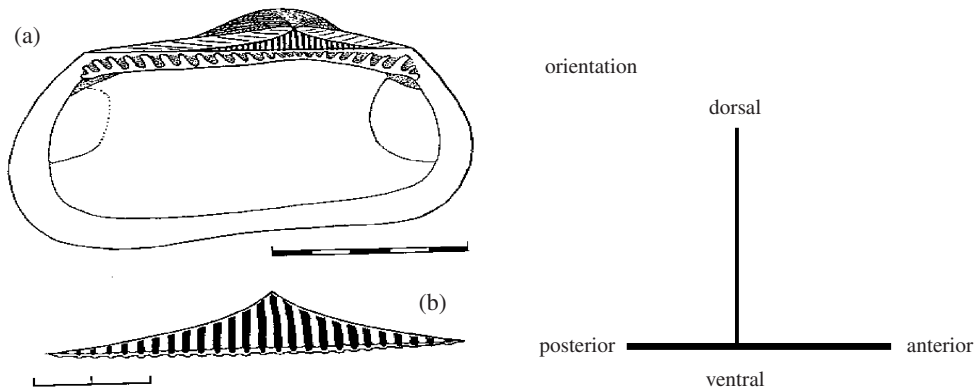 (a)
orientation
dorsal
(b)
posterior
anterior
ventral